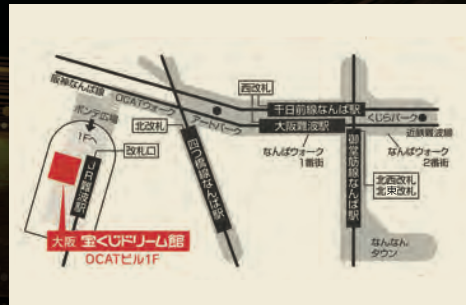 阪神なんば線
OCATウォーク
ポンテ広場
1Fへ
北改札
改札口
JR難波駅
アートパーク
四つ橋線なんば駅
西改札
千日前線なんば駅
大阪難波駅
くじらパーク
近鉄難波線
なんばウォーク
1番街
なんばウォーク
2番街
御堂筋線なんば駅
北西改札
北東改札
なんなん
タウン
大阪 宝くじドリーム館
OCATビル1F